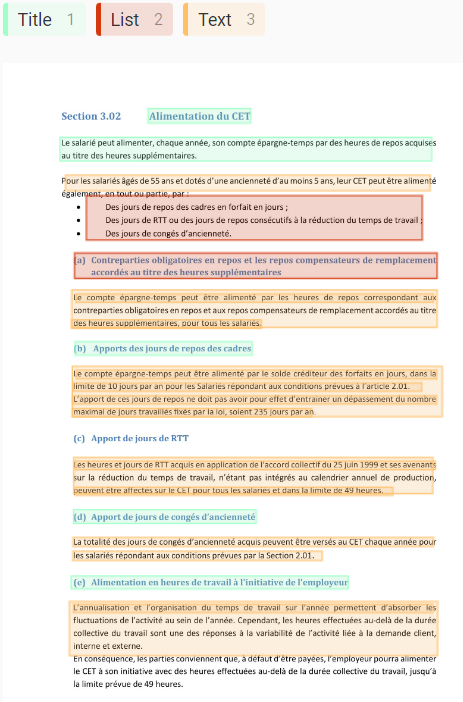 Title 1 List 2 Text 3
Section 3.02 Alimentation du CET
Le salarié peut alimenter, chaque année, son compte épargne-temps par des heures de repos acquises
au titre des heures supplémentaires.
Pour les salariés âgés de 55 ans et dotés d'une ancienneté d'au moins 5 ans, leur CET peut être alimenté
également, en tout ou partie, par :
• Des jours de repos des cadres en forfait en jours ;
• Des jours de RTT ou des jours de repos consécutifs à la réduction du temps de travail ;
• Des jours de congés d'ancienneté.
(a) Contreparties obligatoires en repos et les repos compensateurs de remplacement
accordés au titre des heures supplémentaires
Le compte épargne-temps peut être alimenté par les heures de repos correspondant aux
contreparties obligatoires en repos et aux repos compensateurs de remplacement accordés au titre
des heures supplémentaires, pour tous les salariés.
(b) Apports des jours de repos des cadres
Le compte épargne-temps peut être alimenté par le solde créditeur des forfaits en jours, dans la
limite de 10 jours par an pour les Salariés répondant aux conditions prévues à l'article 2.01.
L'apport de ces jours de repos ne doit pas avoir pour effet d'entrainer un dépassement du nombre
maximal de jours travaillés fixés par la loi, soient 235 jours par an.
(c) Apport de jours de RTT
Les heures et jours de RTT acquis en application de l'accord collectif du 25 juin 1999 et ses avenants
sur la réduction du temps de travail, n'étant pas intégrés au calendrier annuel de production,
peuvent être affectés sur le CET pour tous les salariés et dans la limite de 49 heures.
(d) Apport de jours de congés d'ancienneté
La totalité des jours de congés d'ancienneté acquis peuvent être versés au CET chaque année pour
les salariés répondant aux conditions prévues par la Section 2.01.
(e) Alimentation en heures de travail à l'initiative de l'employeur
L'annualisation et l'organisation du temps de travail sur l'année permettent d'absorber les
fluctuations de l'activité au sein de l'année. Cependant, les heures effectuées au-delà de la durée
collective du travail sont une des réponses à la variabilité de l'activité liée à la demande client,
interne et externe.
En conséquence, les parties conviennent que, à défaut d'être payées, l'employeur pourra alimenter
le CET à son initiative avec des heures effectuées au-delà de la durée collective du travail, jusqu'à
la limite prévue de 49 heures.